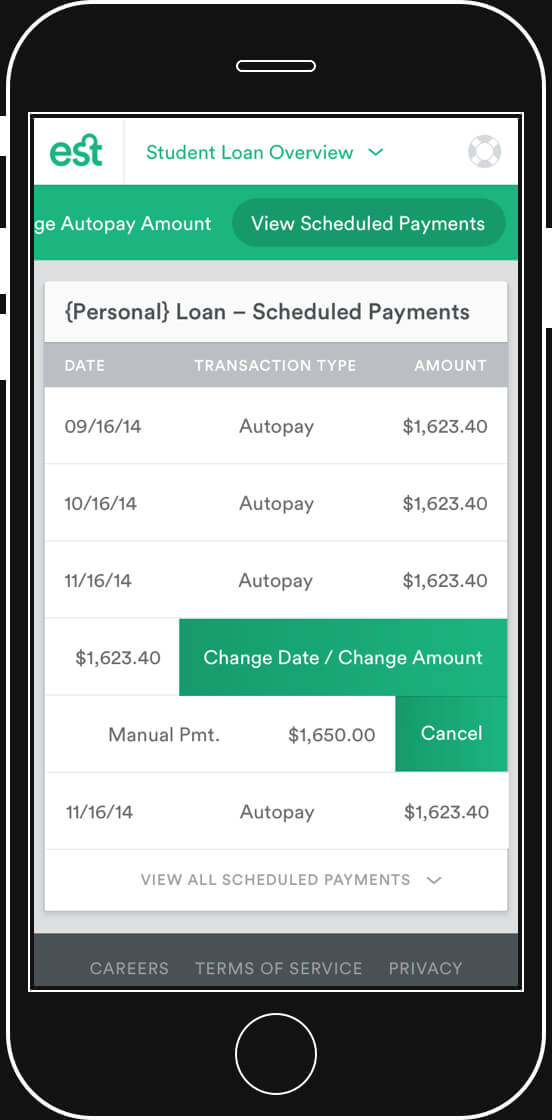 est
Student Loan Overview
ge Autopay Amount View Scheduled Payments
{Personal} Loan – Scheduled Payments
DATE TRANSACTION TYPE AMOUNT
09/16/14 Autopay $1,623.40
10/16/14 Autopay $1,623.40
11/16/14 Autopay $1,623.40
$1,623.40 Change Date / Change Amount
Manual Pmt. $1,650.00 Cancel
11/16/14 Autopay $1,623.40
VIEW ALL SCHEDULED PAYMENTS
CAREERS TERMS OF SERVICE PRIVACY